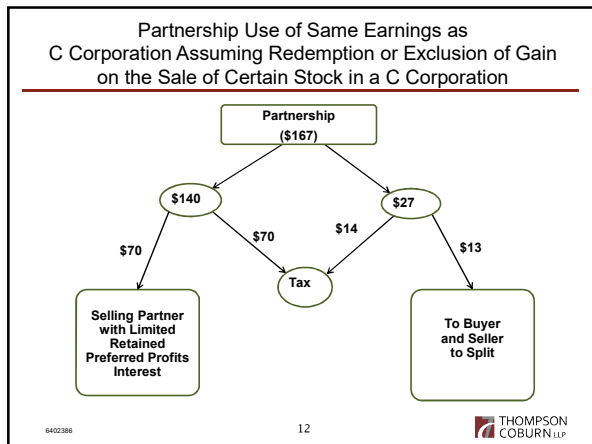 Partnership Use of Same Earnings as
C Corporation Assuming Redemption or Exclusion of Gain
on the Sale of Certain Stock in a C Corporation
Partnership
($167)
$140
$27
$70
$70
$14
$13
Tax
Selling Partner
with Limited
Retained
Preferred Profits
Interest
To Buyer
and Seller
to Split
6402386
12
THOMPSON
COBURN LLP